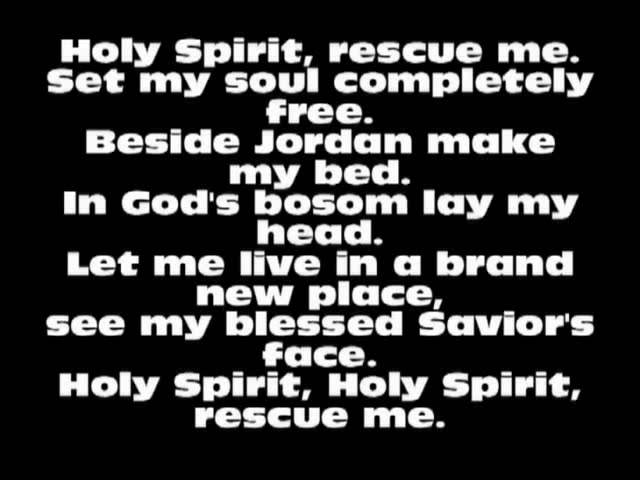 Holy Spirit, rescue me.
Set my soul completely
free.
Beside Jordan make
my bed.
In God's bosom lay my
head.
Let me live in a brand
new place,
see my blessed Savior's
face.
Holy Spirit, Holy Spirit,
rescue me.